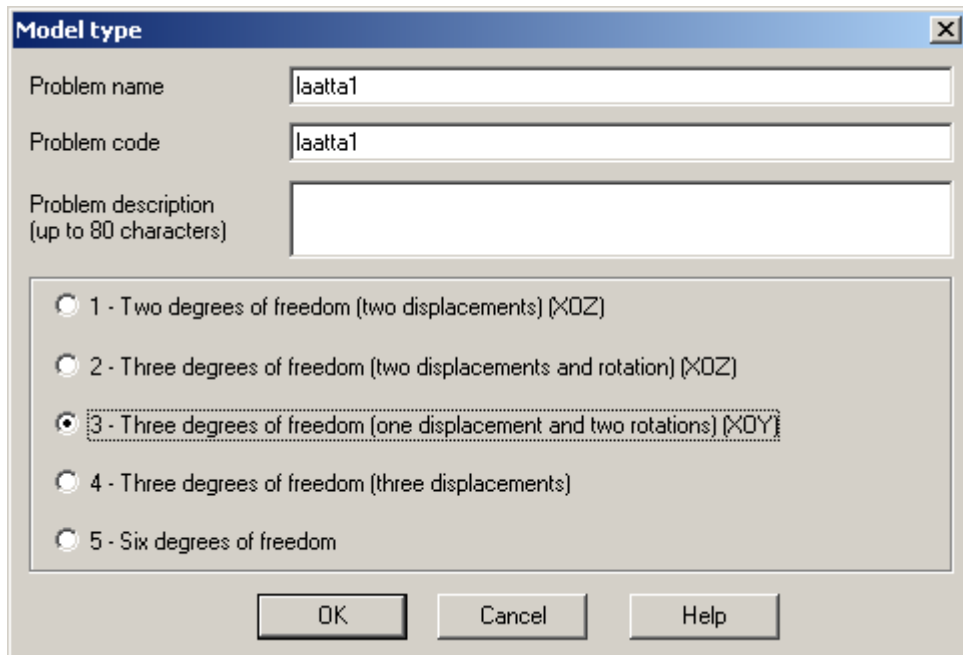 Model type
Problem name
laatta1
Problem code
laatta1
Problem description
(up to 80 characters)
1 - Two degrees of freedom (two displacements) (XOZ)
2 - Three degrees of freedom (two displacements and rotation) (XOZ)
3 - Three degrees of freedom (one displacement and two rotations) (XOY)
4 - Three degrees of freedom (three displacements)
5 - Six degrees of freedom
OK
Cancel
Help